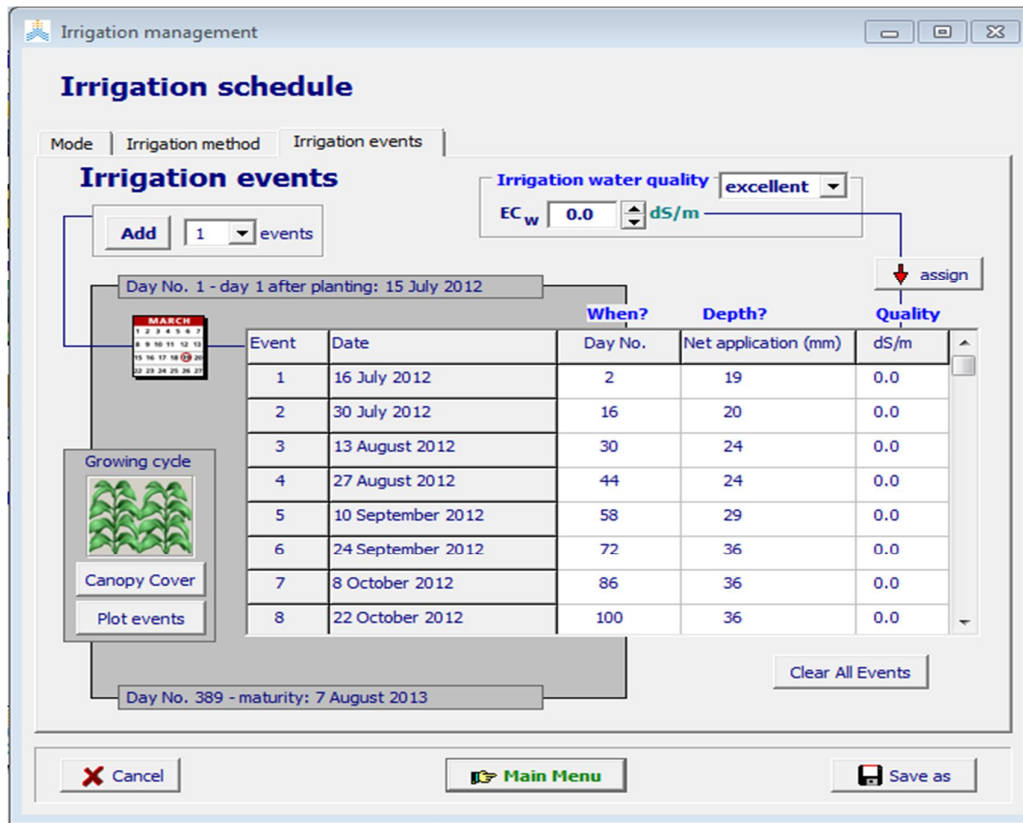 Irrigation management
Irrigation schedule
Mode Irrigation method Irrigation events
Irrigation events
Irrigation water quality excellent
Add 1 events
ECw 0.0 dS/m
assign
Day No. 1 - day 1 after planting: 15 July 2012
When? Depth? Quality
MARCH
Event Date Day No. Net application (mm) dS/m
1 16 July 2012 2 19 0.0
2 30 July 2012 16 20 0.0
3 13 August 2012 30 24 0.0
4 27 August 2012 44 24 0.0
5 10 September 2012 58 29 0.0
6 24 September 2012 72 36 0.0
7 8 October 2012 86 36 0.0
8 22 October 2012 100 36 0.0
Growing cycle
Canopy Cover
Plot events
Clear All Events
Day No. 389 - maturity: 7 August 2013
Cancel Main Menu Save as